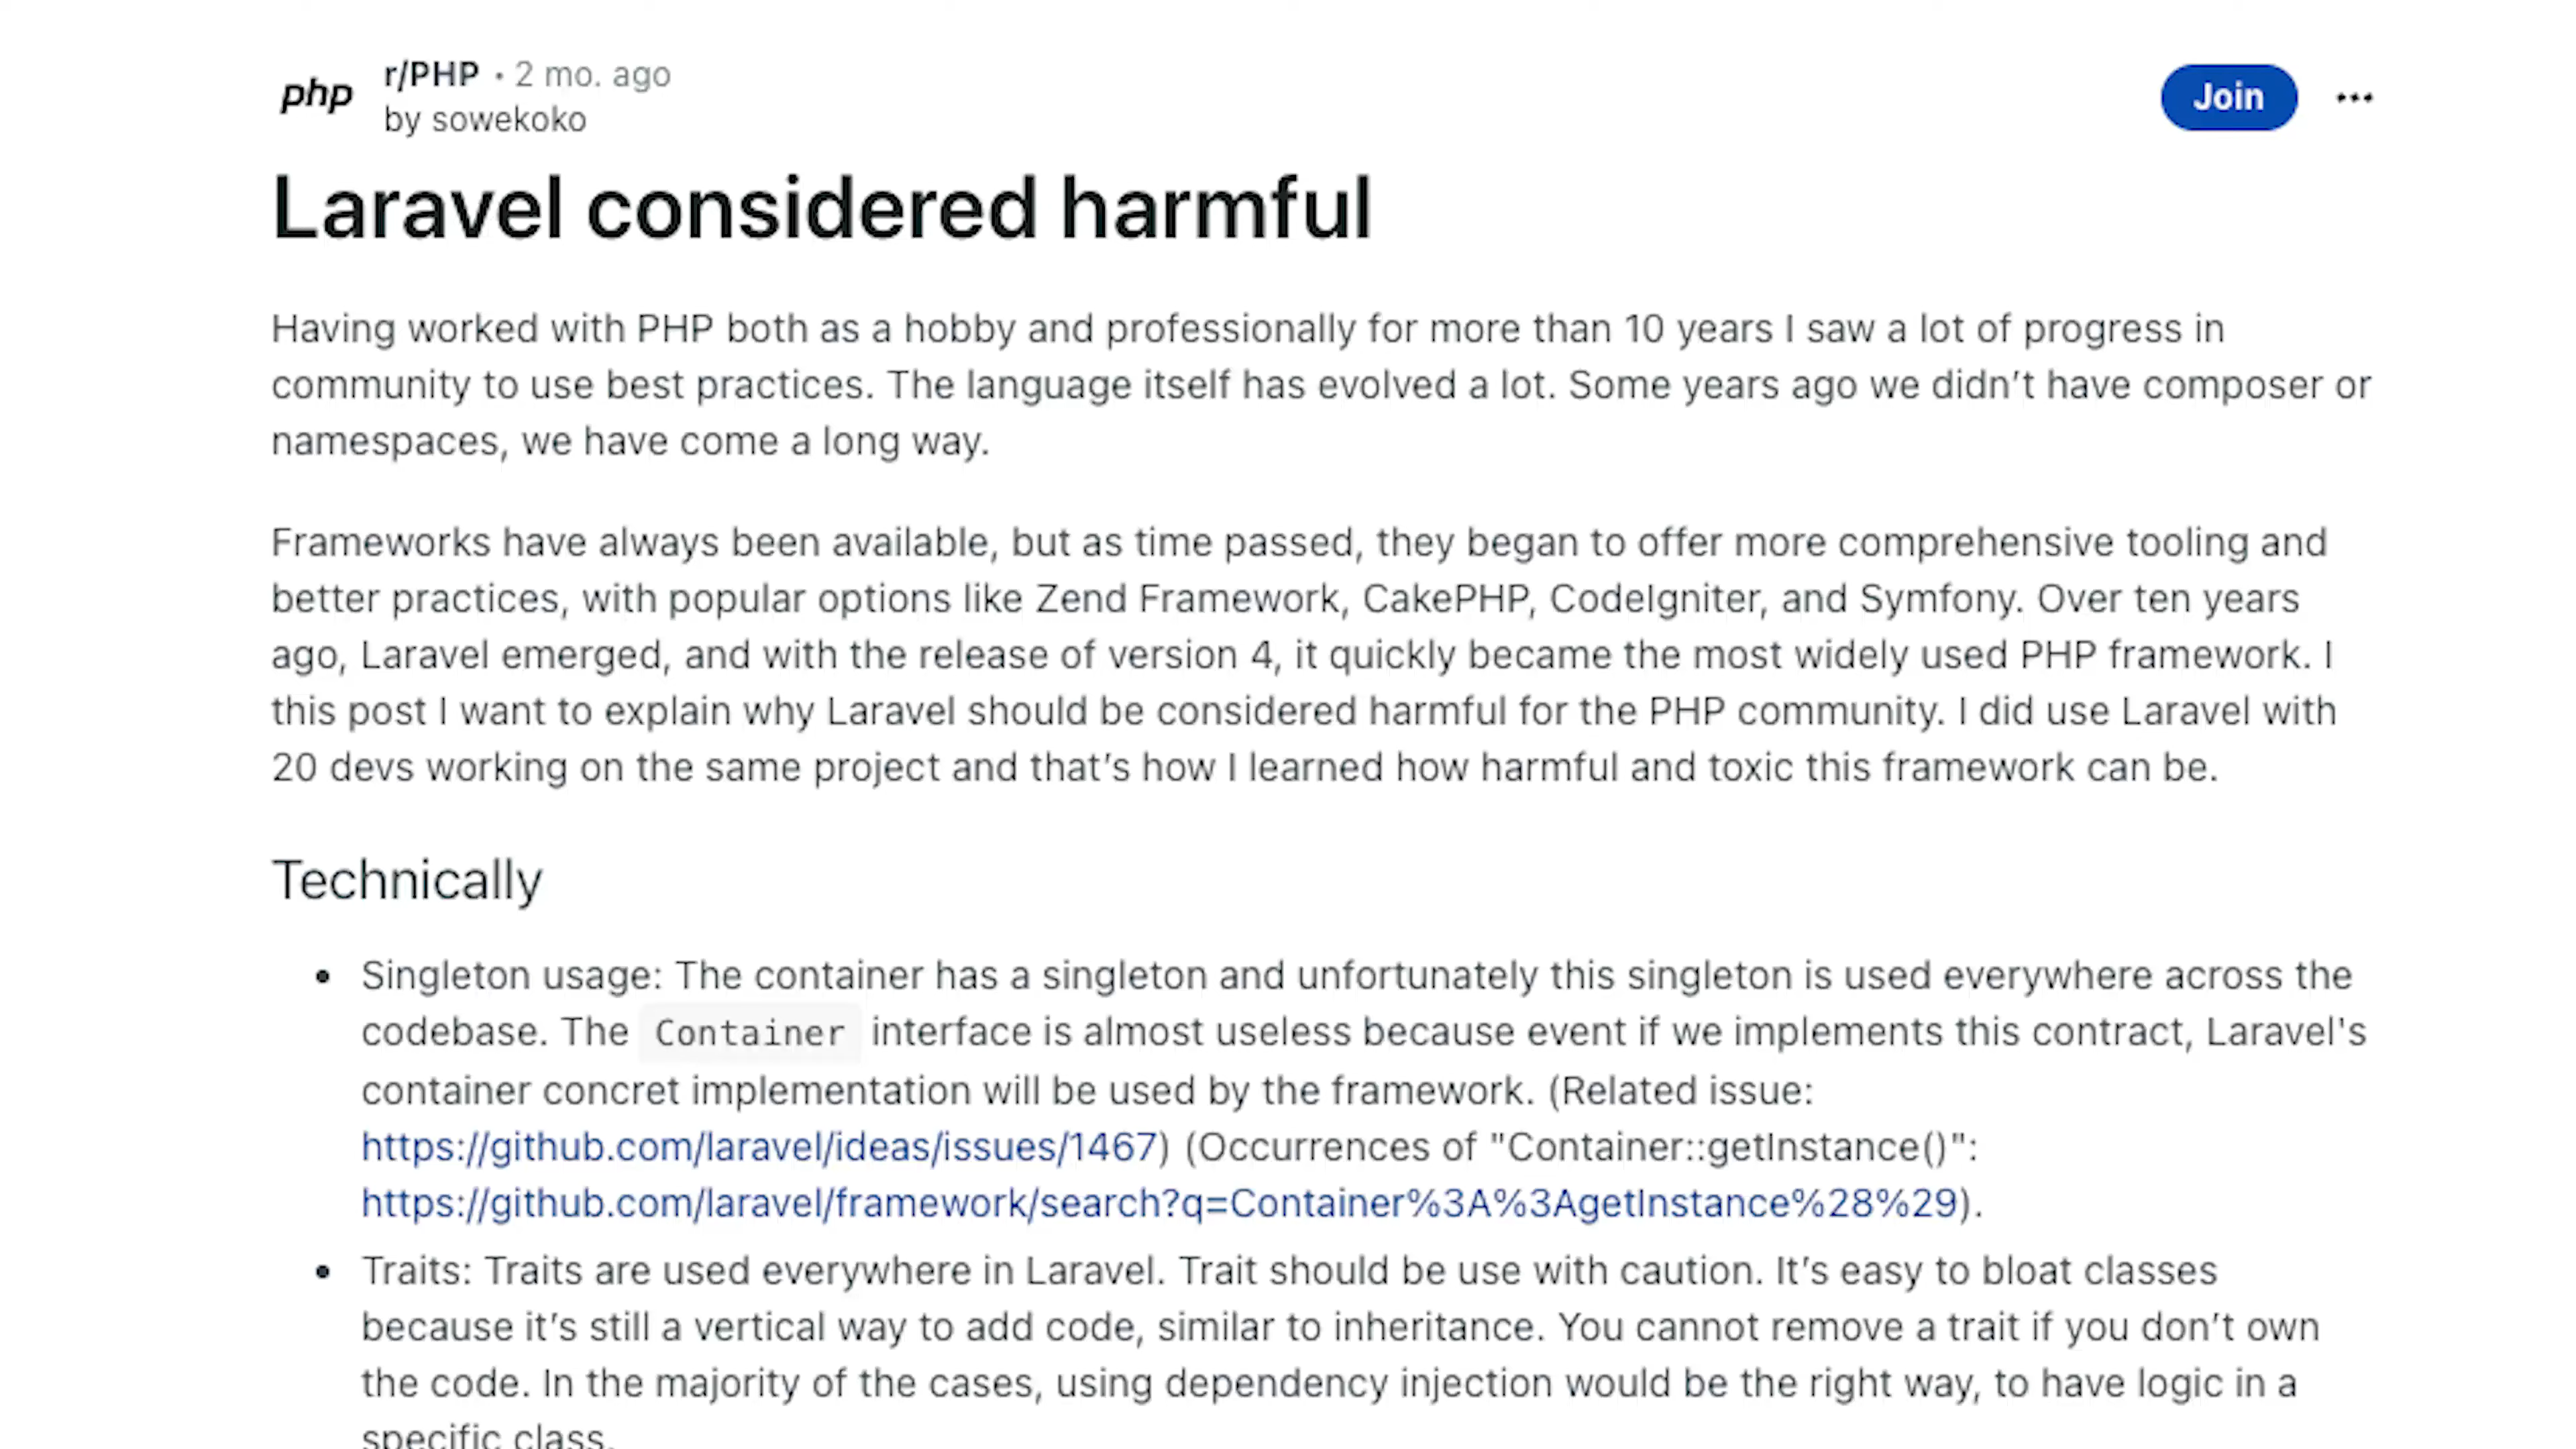 php
r/PHP • 2 mo. ago
by sowekoko
Join
Laravel considered harmful
Having worked with PHP both as a hobby and professionally for more than 10 years I saw a lot of progress in
community to use best practices. The language itself has evolved a lot. Some years ago we didn’t have composer or
namespaces, we have come a long way.
Frameworks have always been available, but as time passed, they began to offer more comprehensive tooling and
better practices, with popular options like Zend Framework, CakePHP, CodeIgniter, and Symfony. Over ten years
ago, Laravel emerged, and with the release of version 4, it quickly became the most widely used PHP framework. I
this post I want to explain why Laravel should be considered harmful for the PHP community. I did use Laravel with
20 devs working on the same project and that’s how I learned how harmful and toxic this framework can be.
Technically
• Singleton usage: The container has a singleton and unfortunately this singleton is used everywhere across the
codebase. The Container interface is almost useless because event if we implements this contract, Laravel's
container concret implementation will be used by the framework. (Related issue:
https://github.com/laravel/ideas/issues/1467) (Occurrences of "Container::getInstance()":
https://github.com/laravel/framework/search?q=Container%3A%3AgetInstance%28%29).
• Traits: Traits are used everywhere in Laravel. Trait should be use with caution. It’s easy to bloat classes
because it’s still a vertical way to add code, similar to inheritance. You cannot remove a trait if you don’t own
the code. In the majority of the cases, using dependency injection would be the right way, to have logic in a
specific class.